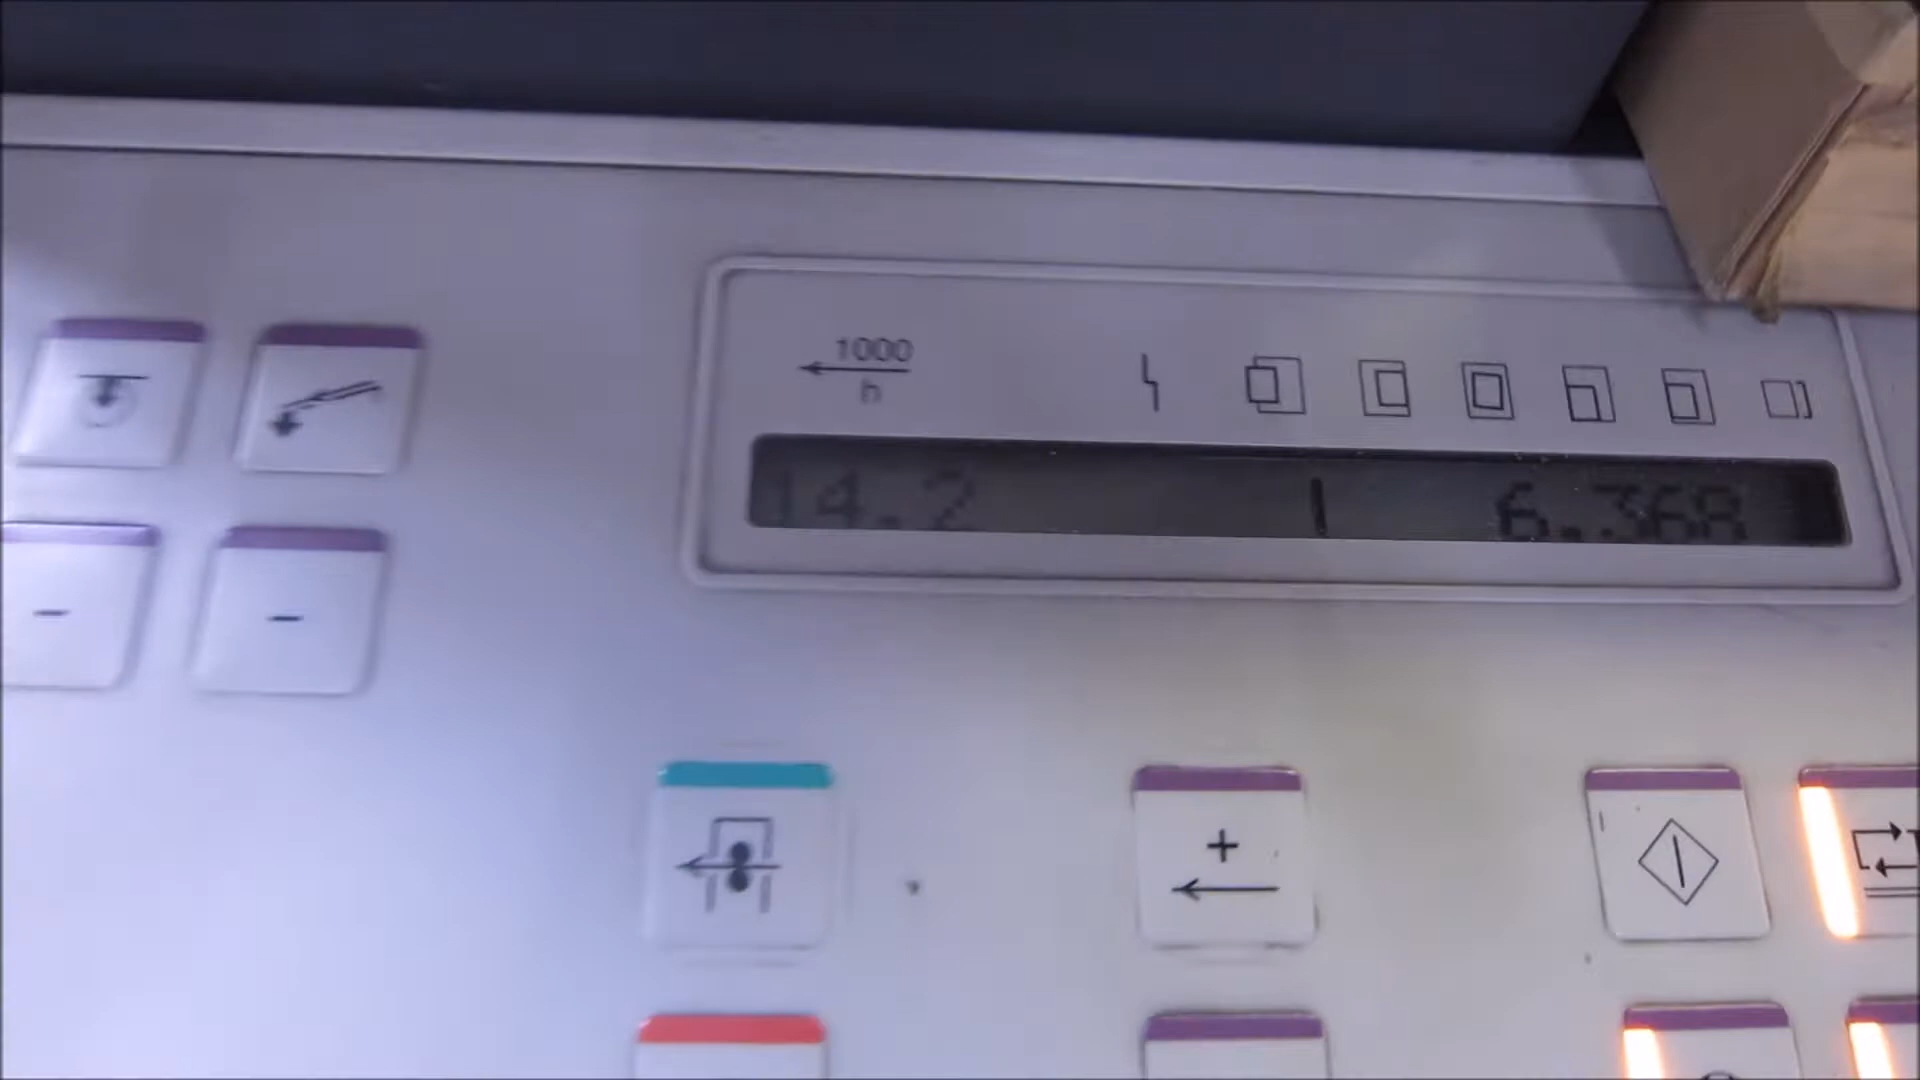 1000
h
14.2 | 6.368
+
-
-